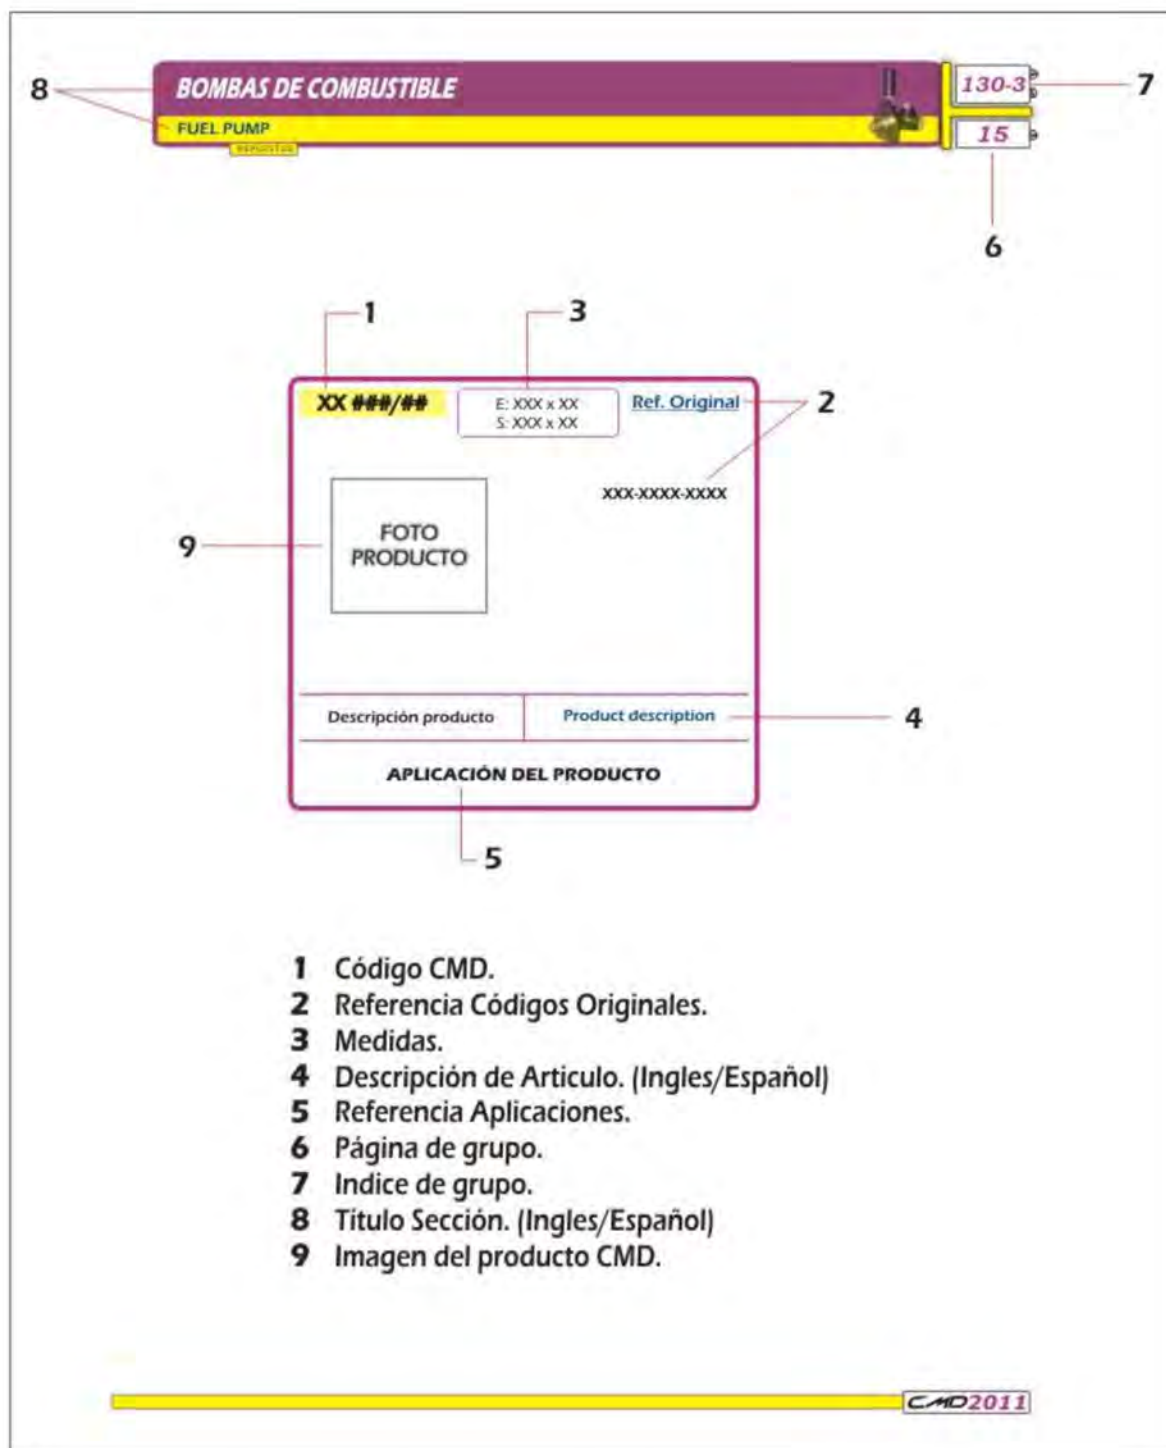 8
BOMBAS DE COMBUSTIBLE
FUEL PUMP
REPUESTOS
130-3
15
7
6
1
3
XX ###/##
E: XXX x XX
S: XXX x XX
Ref. Original
2
XXX-XXXX-XXXX
FOTO
PRODUCTO
9
Descripción producto
Product description
4
APLICACIÓN DEL PRODUCTO
5
1 Código CMD.
2 Referencia Códigos Originales.
3 Medidas.
4 Descripción de Articulo. (Ingles/Español)
5 Referencia Aplicaciones.
6 Página de grupo.
7 Indice de grupo.
8 Titulo Sección. (Ingles/Español)
9 Imagen del producto CMD.
CMD2011